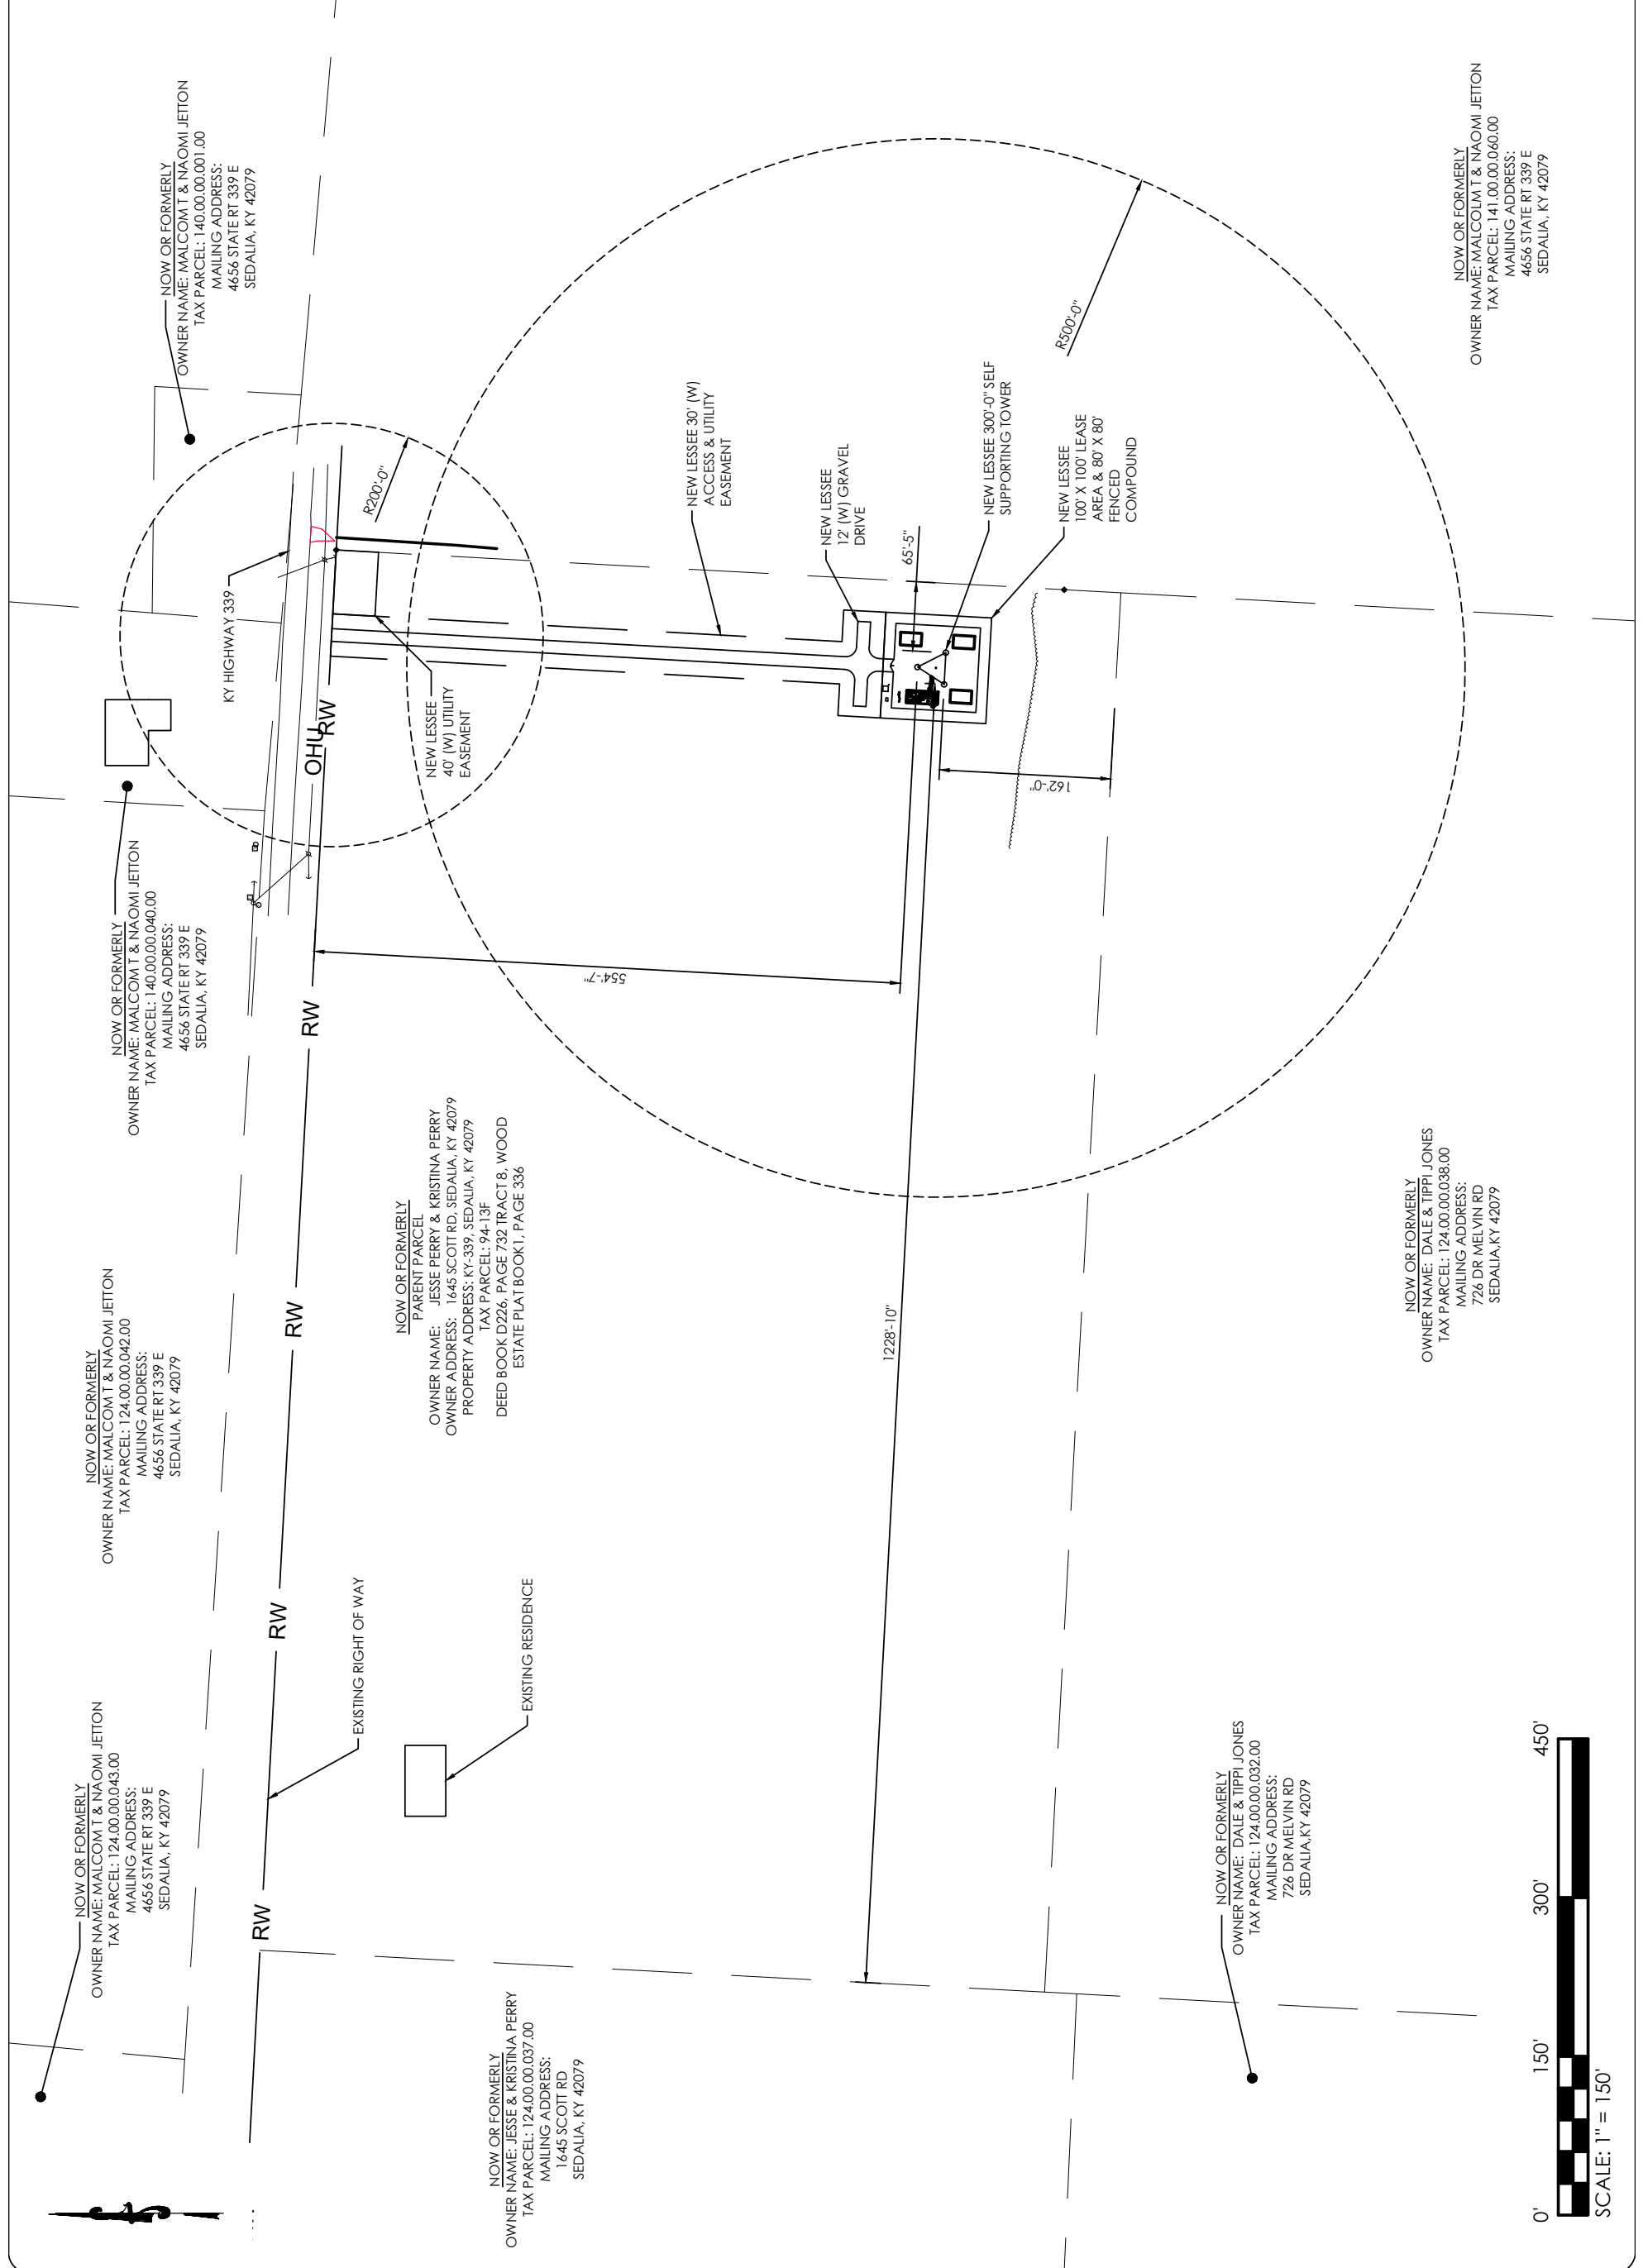 NOW OR FORMERLY
OWNER NAME: MALCOM T & NAOMI JETTON
TAX PARCEL: 124.00.00.043.00
MAILING ADDRESS:
4656 STATE RT 339 E
SEDALIA, KY 42079
NOW OR FORMERLY
OWNER NAME: MALCOM T & NAOMI JETTON
TAX PARCEL: 124.00.00.042.00
MAILING ADDRESS:
4656 STATE RT 339 E
SEDALIA, KY 42079
NOW OR FORMERLY
OWNER NAME: MALCOM T & NAOMI JETTON
TAX PARCEL: 140.00.00.040.00
MAILING ADDRESS:
4656 STATE RT 339 E
SEDALIA, KY 42079
NOW OR FORMERLY
OWNER NAME: MALCOM T & NAOMI JETTON
TAX PARCEL: 140.00.00.001.00
MAILING ADDRESS:
4656 STATE RT 339 E
SEDALIA, KY 42079
KY HIGHWAY 339
RW
RW
RW
RW
RW
OHU
R200'-0"
EXISTING RIGHT OF WAY
EXISTING RESIDENCE
NOW OR FORMERLY
PARENT PARCEL
OWNER NAME: JESSE PERRY & KRISTINA PERRY
OWNER ADDRESS: 1645 SCOTT RD, SEDALIA, KY 42079
PROPERTY ADDRESS: KY-339, SEDALIA, KY 42079
TAX PARCEL: 94-13F
DEED BOOK D226, PAGE 732 TRACT 8, WOOD
ESTATE PLAT BOOK1, PAGE 336
NEW LESSEE
40' (W) UTILITY
EASEMENT
NEW LESSEE 30' (W)
ACCESS & UTILITY
EASEMENT
554'-7"
NOW OR FORMERLY
OWNER NAME: JESSE & KRISTINA PERRY
TAX PARCEL: 124.00.00.037.00
MAILING ADDRESS:
1645 SCOTT RD
SEDALIA, KY 42079
NEW LESSEE
12' (W) GRAVEL
DRIVE
65'-5"
1228'-10"
NEW LESSEE 300'-0" SELF
SUPPORTING TOWER
R500'-0"
162'-0"
NEW LESSEE
100' X 100' LEASE
AREA & 80' X 80'
FENCED
COMPOUND
NOW OR FORMERLY
OWNER NAME: DALE & TIPPI JONES
TAX PARCEL: 124.00.00.032.00
MAILING ADDRESS:
726 DR MELVIN RD
SEDALIA,KY 42079
NOW OR FORMERLY
OWNER NAME: DALE & TIPPI JONES
TAX PARCEL: 124.00.00.038.00
MAILING ADDRESS:
726 DR MELVIN RD
SEDALIA,KY 42079
NOW OR FORMERLY
OWNER NAME: MALCOLM T & NAOMI JETTON
TAX PARCEL: 141.00.00.060.00
MAILING ADDRESS:
4656 STATE RT 339 E
SEDALIA, KY 42079
0' 150' 300' 450'
SCALE: 1" = 150'